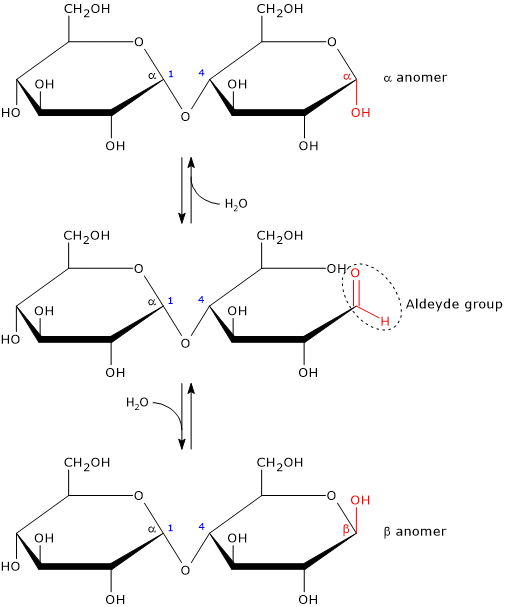 CH₂OH CH₂OH
O O
α 1 4 α α anomer
OH OH
HO O OH
OH OH
H₂O
CH₂OH CH₂OH
O OH O
α 1 4 Aldeyde group
OH OH H
HO O
OH OH
H₂O
CH₂OH CH₂OH
O O OH
α 1 4 β β anomer
OH OH
HO O
OH OH